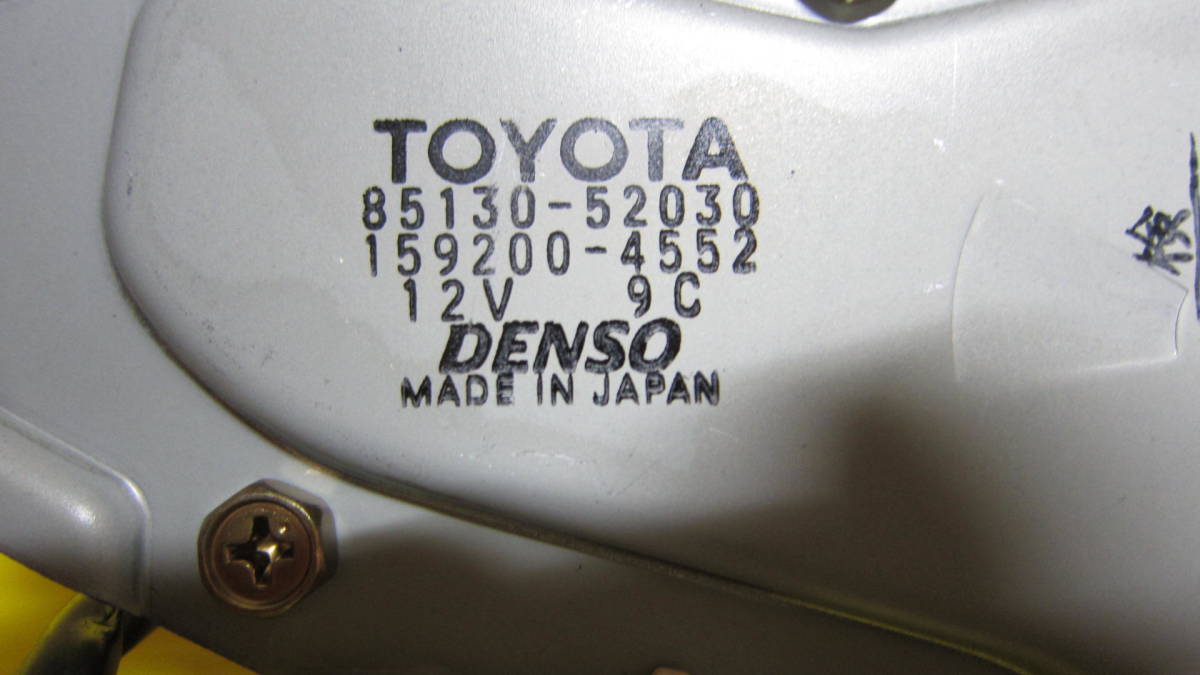 TOYOTA
85130-52030
159200-4552
12V 9C
DENSO
MADE IN JAPAN